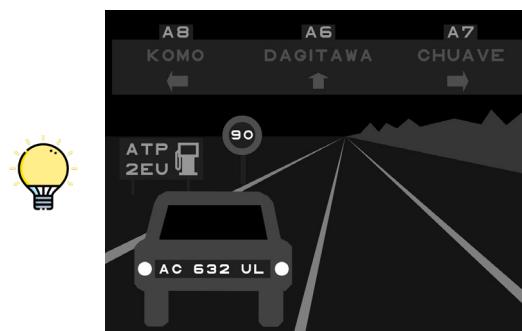 A8 A6 A7
KOMO DAGITAWA CHUAVE
90
ATP
2EU
AC 632 UL